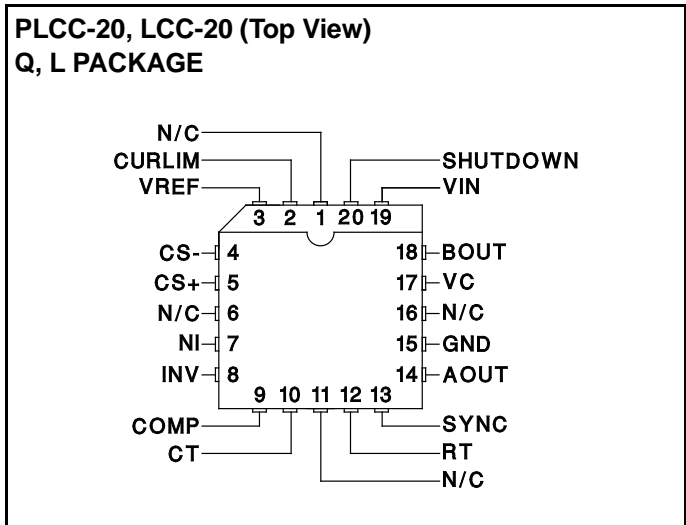 PLCC-20, LCC-20 (Top View)
Q, L PACKAGE
N/C
CURLIM
VREF
SHUTDOWN
VIN
3 2 1 20 19
CS- 4
CS+ 5
N/C 6
NI 7
INV 8
18 BOUT
17 VC
16 N/C
15 GND
14 AOUT
9 10 11 12 13
COMP
CT
SYNC
RT
N/C